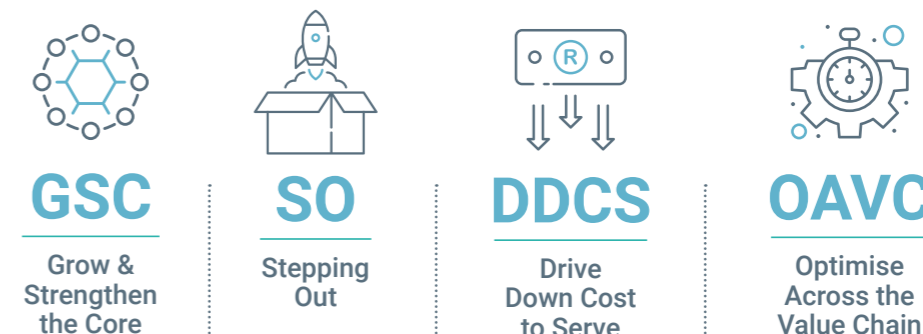 R
GSC
Grow &
Strengthen
the Core
SO
Stepping
Out
DDCS
Drive
Down Cost
to Serve
OAVC
Optimise
Across the
Value Chain